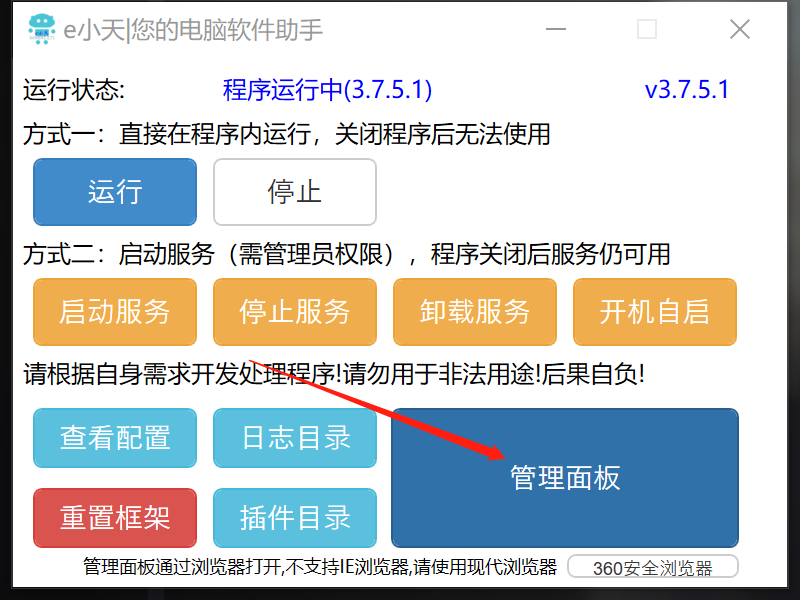 e小天|您的电脑软件助手
运行状态: 程序运行中(3.7.5.1) v3.7.5.1
方式一：直接在程序内运行，关闭程序后无法使用
运行 停止
方式二：启动服务（需管理员权限），程序关闭后服务仍可用
启动服务 停止服务 卸载服务 开机自启
请根据自身需求开发处理程序!请勿用于非法用途!后果自负!
查看配置 日志目录
管理面板
重置框架 插件目录
管理面板通过浏览器打开,不支持IE浏览器,请使用现代浏览器 360安全浏览器